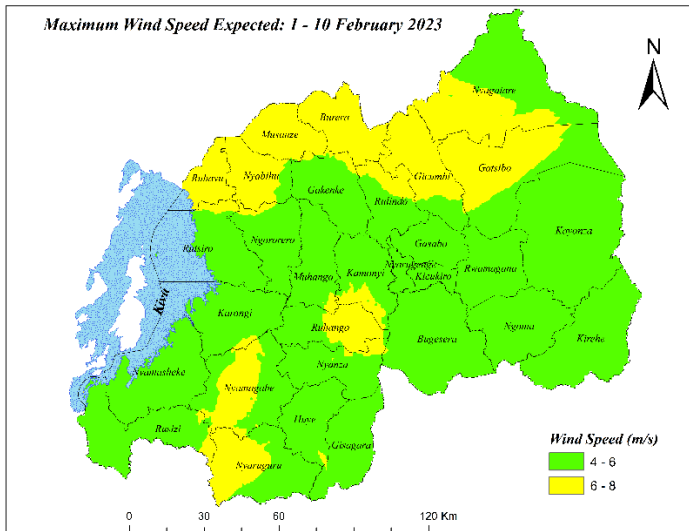 Maximum Wind Speed Expected: 1 - 10 February 2023
N
Nyagatare
Burera
Musanze
Gicumbi
Gatsibo
Rubavu
Nyabihu
Gakenke
Rulindo
Kayonza
Rutsiro
Ngororero
Gasabo
Muhanga
Kamonyi
Nyarugenge
Kicukiro
Rwamagana
Kivu
Karongi
Ruhango
Bugesera
Ngoma
Kirehe
Nyamasheke
Nyanza
Nyamagabe
Rusizi
Huye
Gisagara
Nyaruguru
Wind Speed (m/s)
4 - 6
6 - 8
0 30 60 120 Km